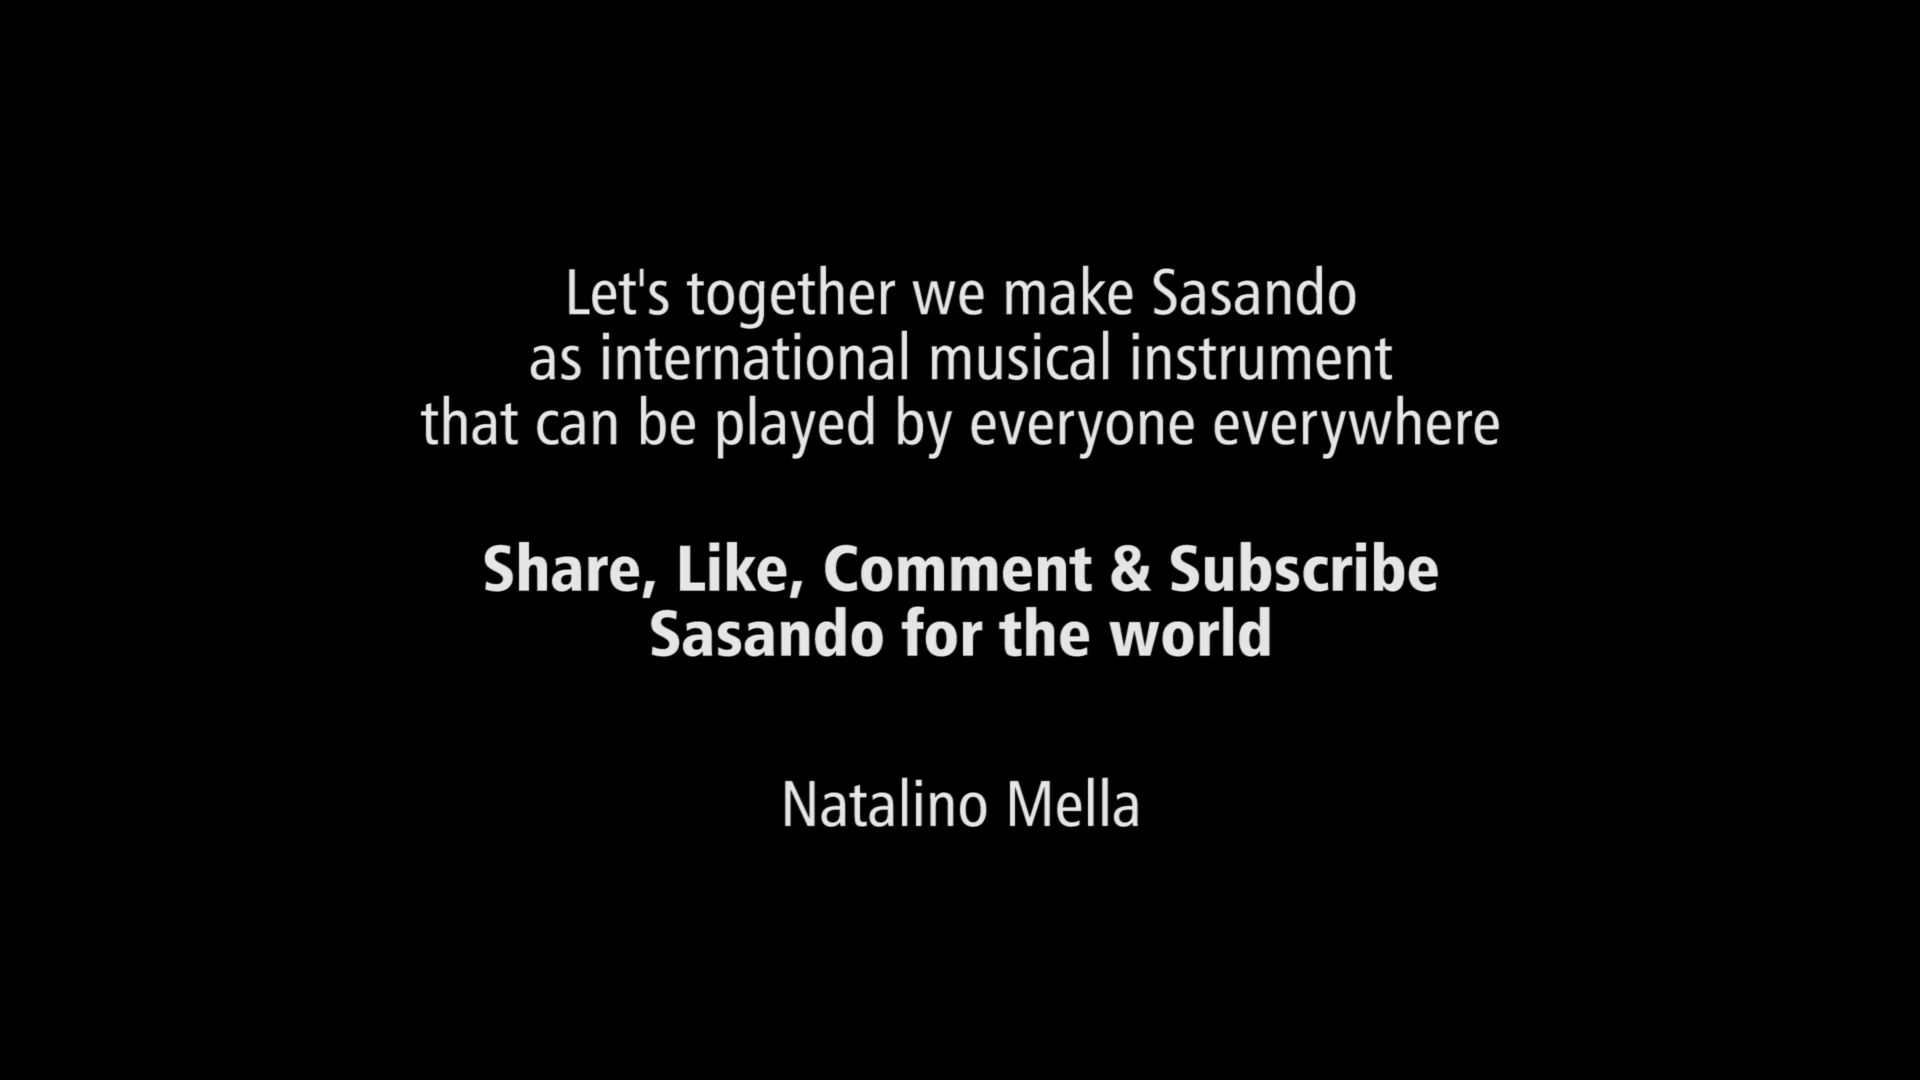 Let's together we make Sasando
as international musical instrument
that can be played by everyone everywhere
Share, Like, Comment & Subscribe
Sasando for the world
Natalino Mella